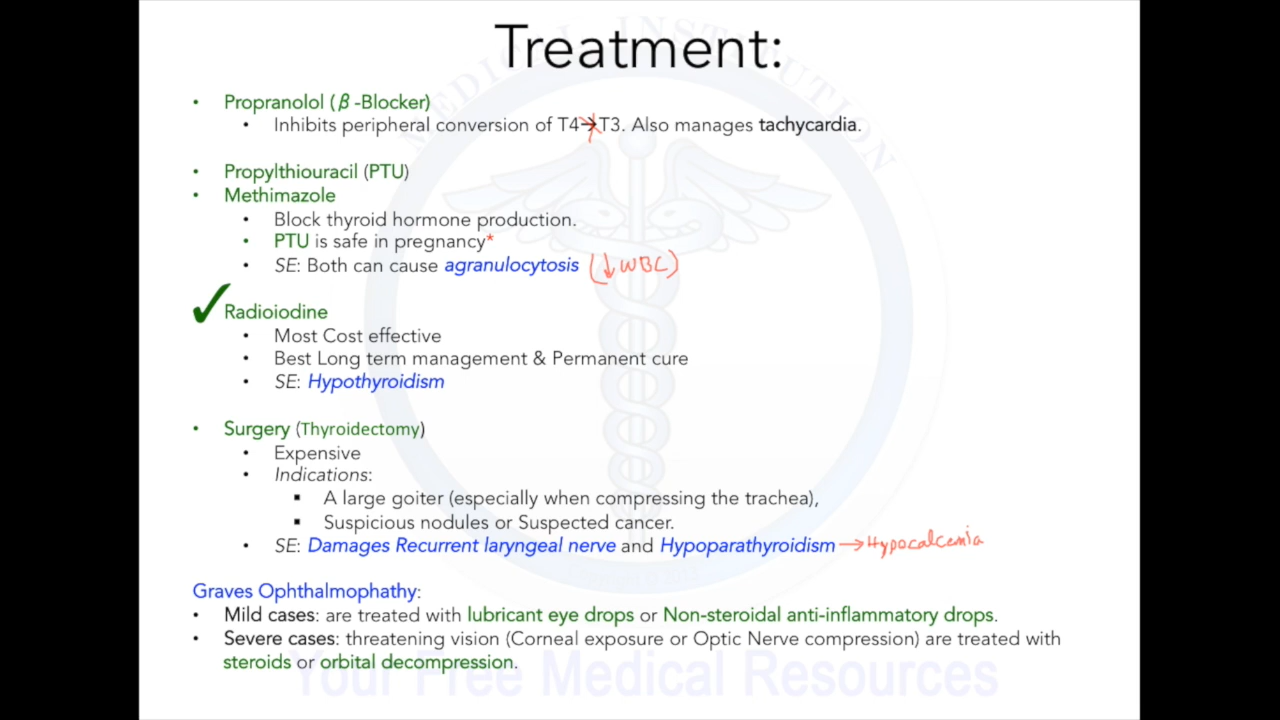 Treatment:
• Propranolol (β-Blocker)
• Inhibits peripheral conversion of T4→T3. Also manages tachycardia.
• Propylthiouracil (PTU)
• Methimazole
• Block thyroid hormone production.
• PTU is safe in pregnancy*
• SE: Both can cause agranulocytosis (↓WBC)
✓ Radioiodine
• Most Cost effective
• Best Long term management & Permanent cure
• SE: Hypothyroidism
• Surgery (Thyroidectomy)
• Expensive
• Indications:
▪ A large goiter (especially when compressing the trachea),
▪ Suspicious nodules or Suspected cancer.
• SE: Damages Recurrent laryngeal nerve and Hypoparathyroidism → Hypocalcemia
Graves Ophthalmophathy:
• Mild cases: are treated with lubricant eye drops or Non-steroidal anti-inflammatory drops.
• Severe cases: threatening vision (Corneal exposure or Optic Nerve compression) are treated with
steroids or orbital decompression.
Your Free Medical Resources
MEDICAL INSTITUTION